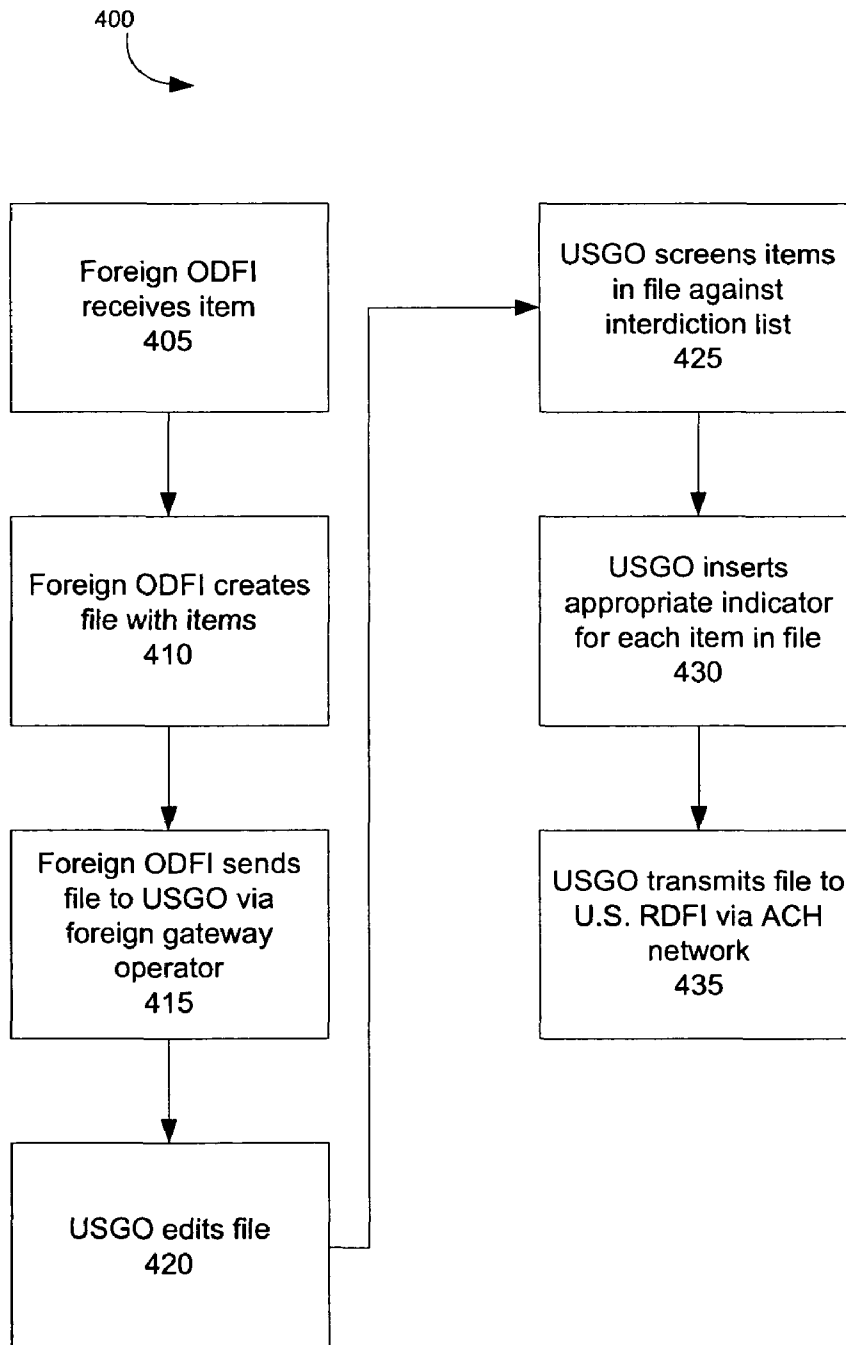 400
Foreign ODFI
receives item
405
Foreign ODFI creates
file with items
410
Foreign ODFI sends
file to USGO via
foreign gateway
operator
415
USGO edits file
420
USGO screens items
in file against
interdiction list
425
USGO inserts
appropriate indicator
for each item in file
430
USGO transmits file to
U.S. RDFI via ACH
network
435